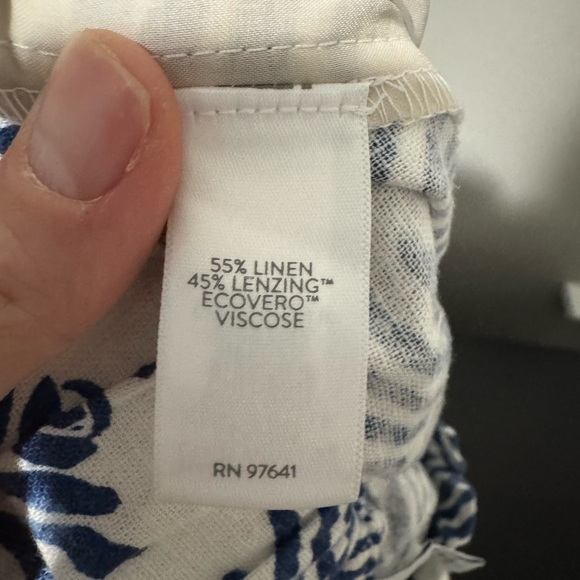 55% LINEN
45% LENZING™
ECOVERO™
VISCOSE
RN 97641